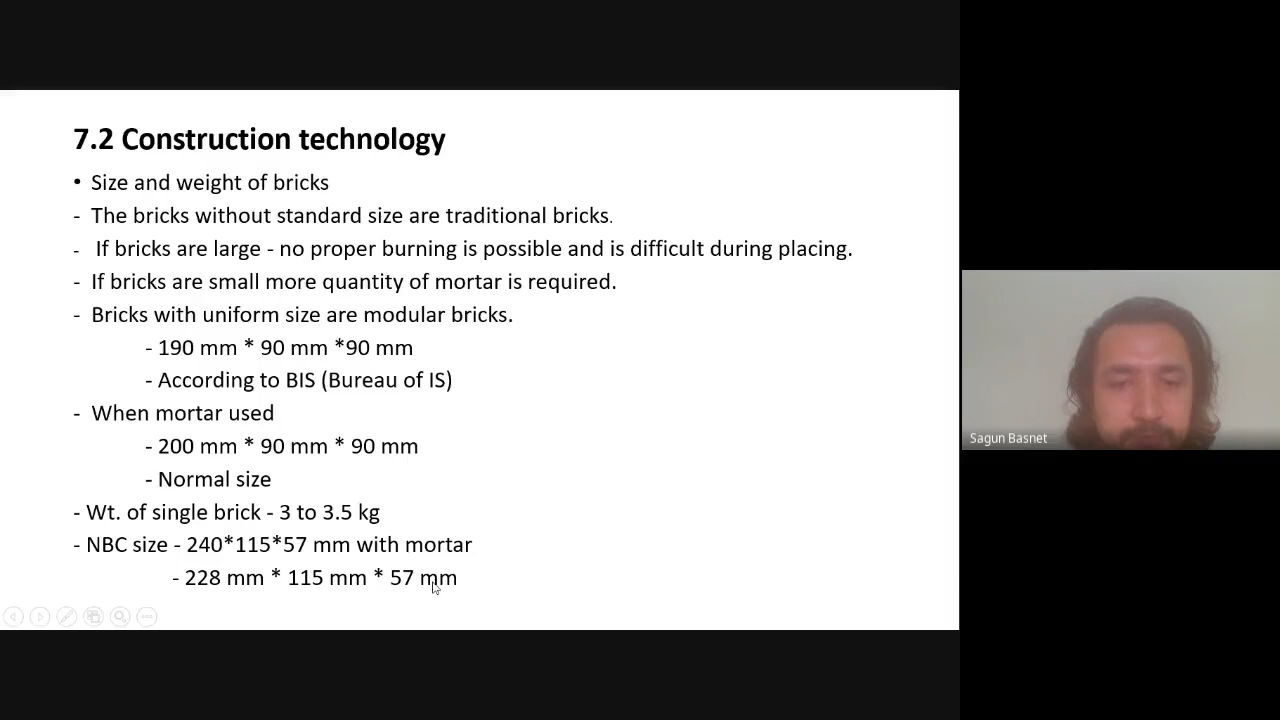 7.2 Construction technology
• Size and weight of bricks
- The bricks without standard size are traditional bricks.
- If bricks are large - no proper burning is possible and is difficult during placing.
- If bricks are small more quantity of mortar is required.
- Bricks with uniform size are modular bricks.
- 190 mm * 90 mm *90 mm
- According to BIS (Bureau of IS)
- When mortar used
- 200 mm * 90 mm * 90 mm
- Normal size
- Wt. of single brick - 3 to 3.5 kg
- NBC size - 240*115*57 mm with mortar
- 228 mm * 115 mm * 57 mm
Sagun Basnet